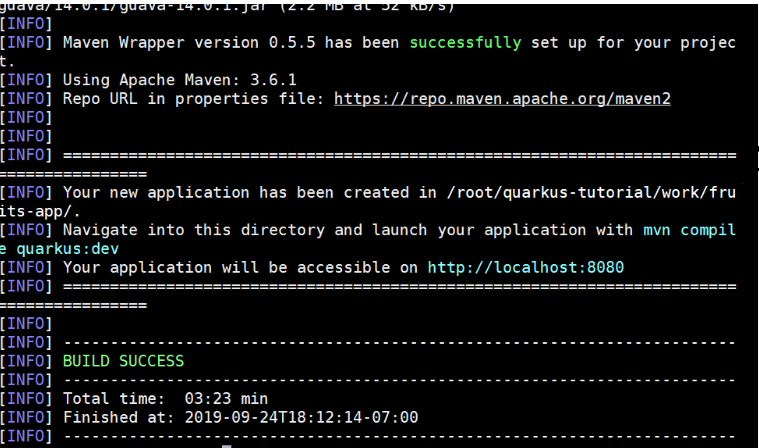 guava/14.0.1/guava-14.0.1.jar (2.2 MB at 52 kB/s)
[INFO]
[INFO] Maven Wrapper version 0.5.5 has been successfully set up for your projec
t.
[INFO] Using Apache Maven: 3.6.1
[INFO] Repo URL in properties file: https://repo.maven.apache.org/maven2
[INFO]
[INFO]
[INFO] ========================================================================
================
[INFO] Your new application has been created in /root/quarkus-tutorial/work/fru
its-app/.
[INFO] Navigate into this directory and launch your application with mvn compil
e quarkus:dev
[INFO] Your application will be accessible on http://localhost:8080
[INFO] ========================================================================
================
[INFO]
[INFO] ------------------------------------------------------------------------
[INFO] BUILD SUCCESS
[INFO] ------------------------------------------------------------------------
[INFO] Total time:  03:23 min
[INFO] Finished at: 2019-09-24T18:12:14-07:00
[INFO] ------------------------------------------------------------------------